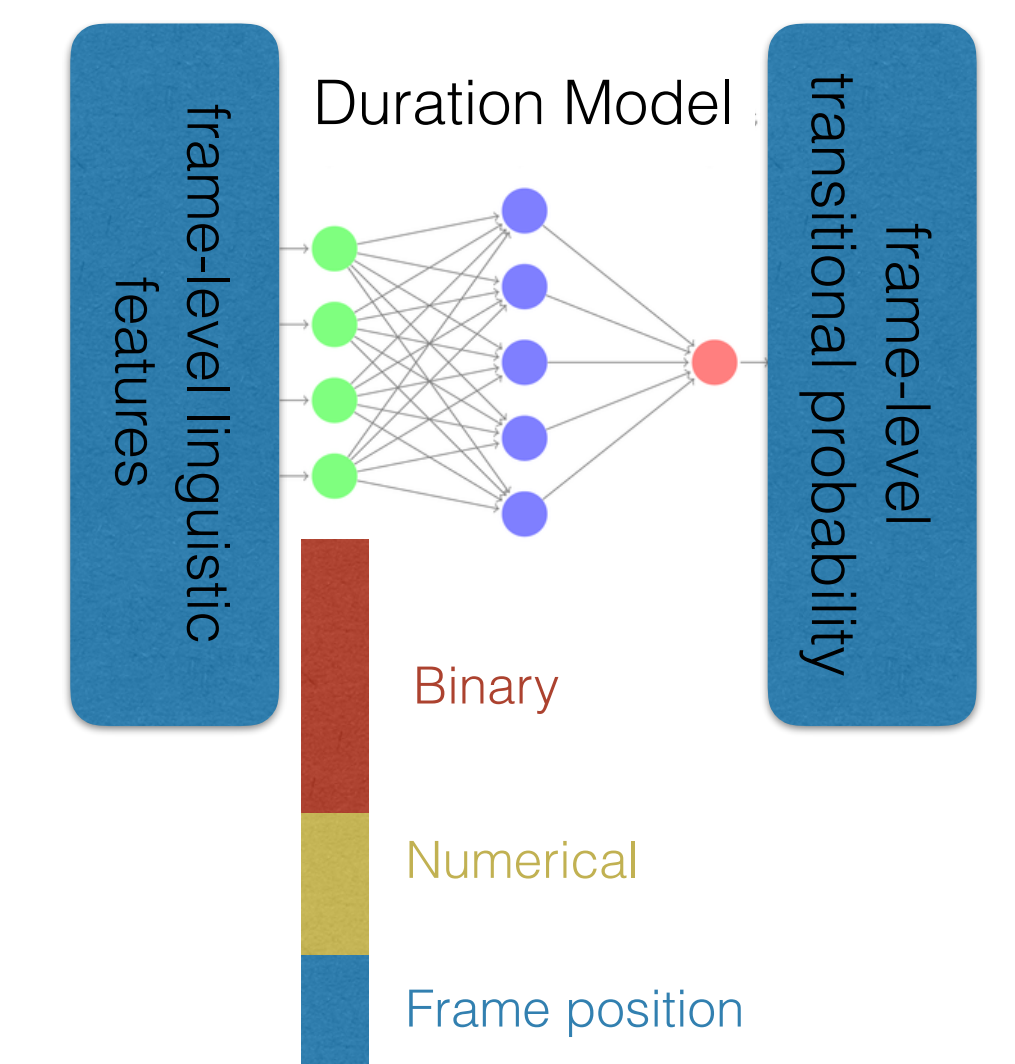 Duration Model
frame-level linguistic
features
frame-level
transitional probability
Binary
Numerical
Frame position